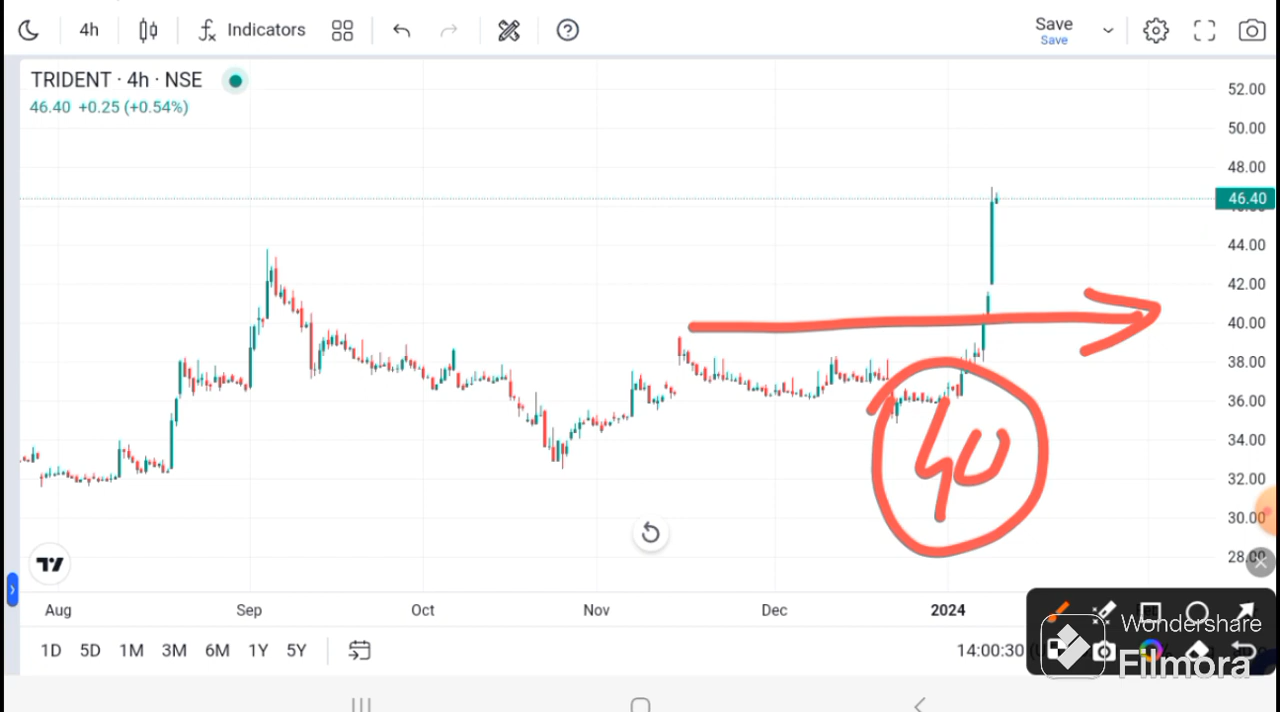 4h Indicators Save
Save
TRIDENT · 4h · NSE
46.40 +0.25 (+0.54%)
52.00
50.00
48.00
46.40
44.00
42.00
40.00
38.00
36.00
34.00
32.00
30.00
28.00
40
Aug Sep Oct Nov Dec 2024
1D 5D 1M 3M 6M 1Y 5Y 14:00:30
Wondershare
Filmora